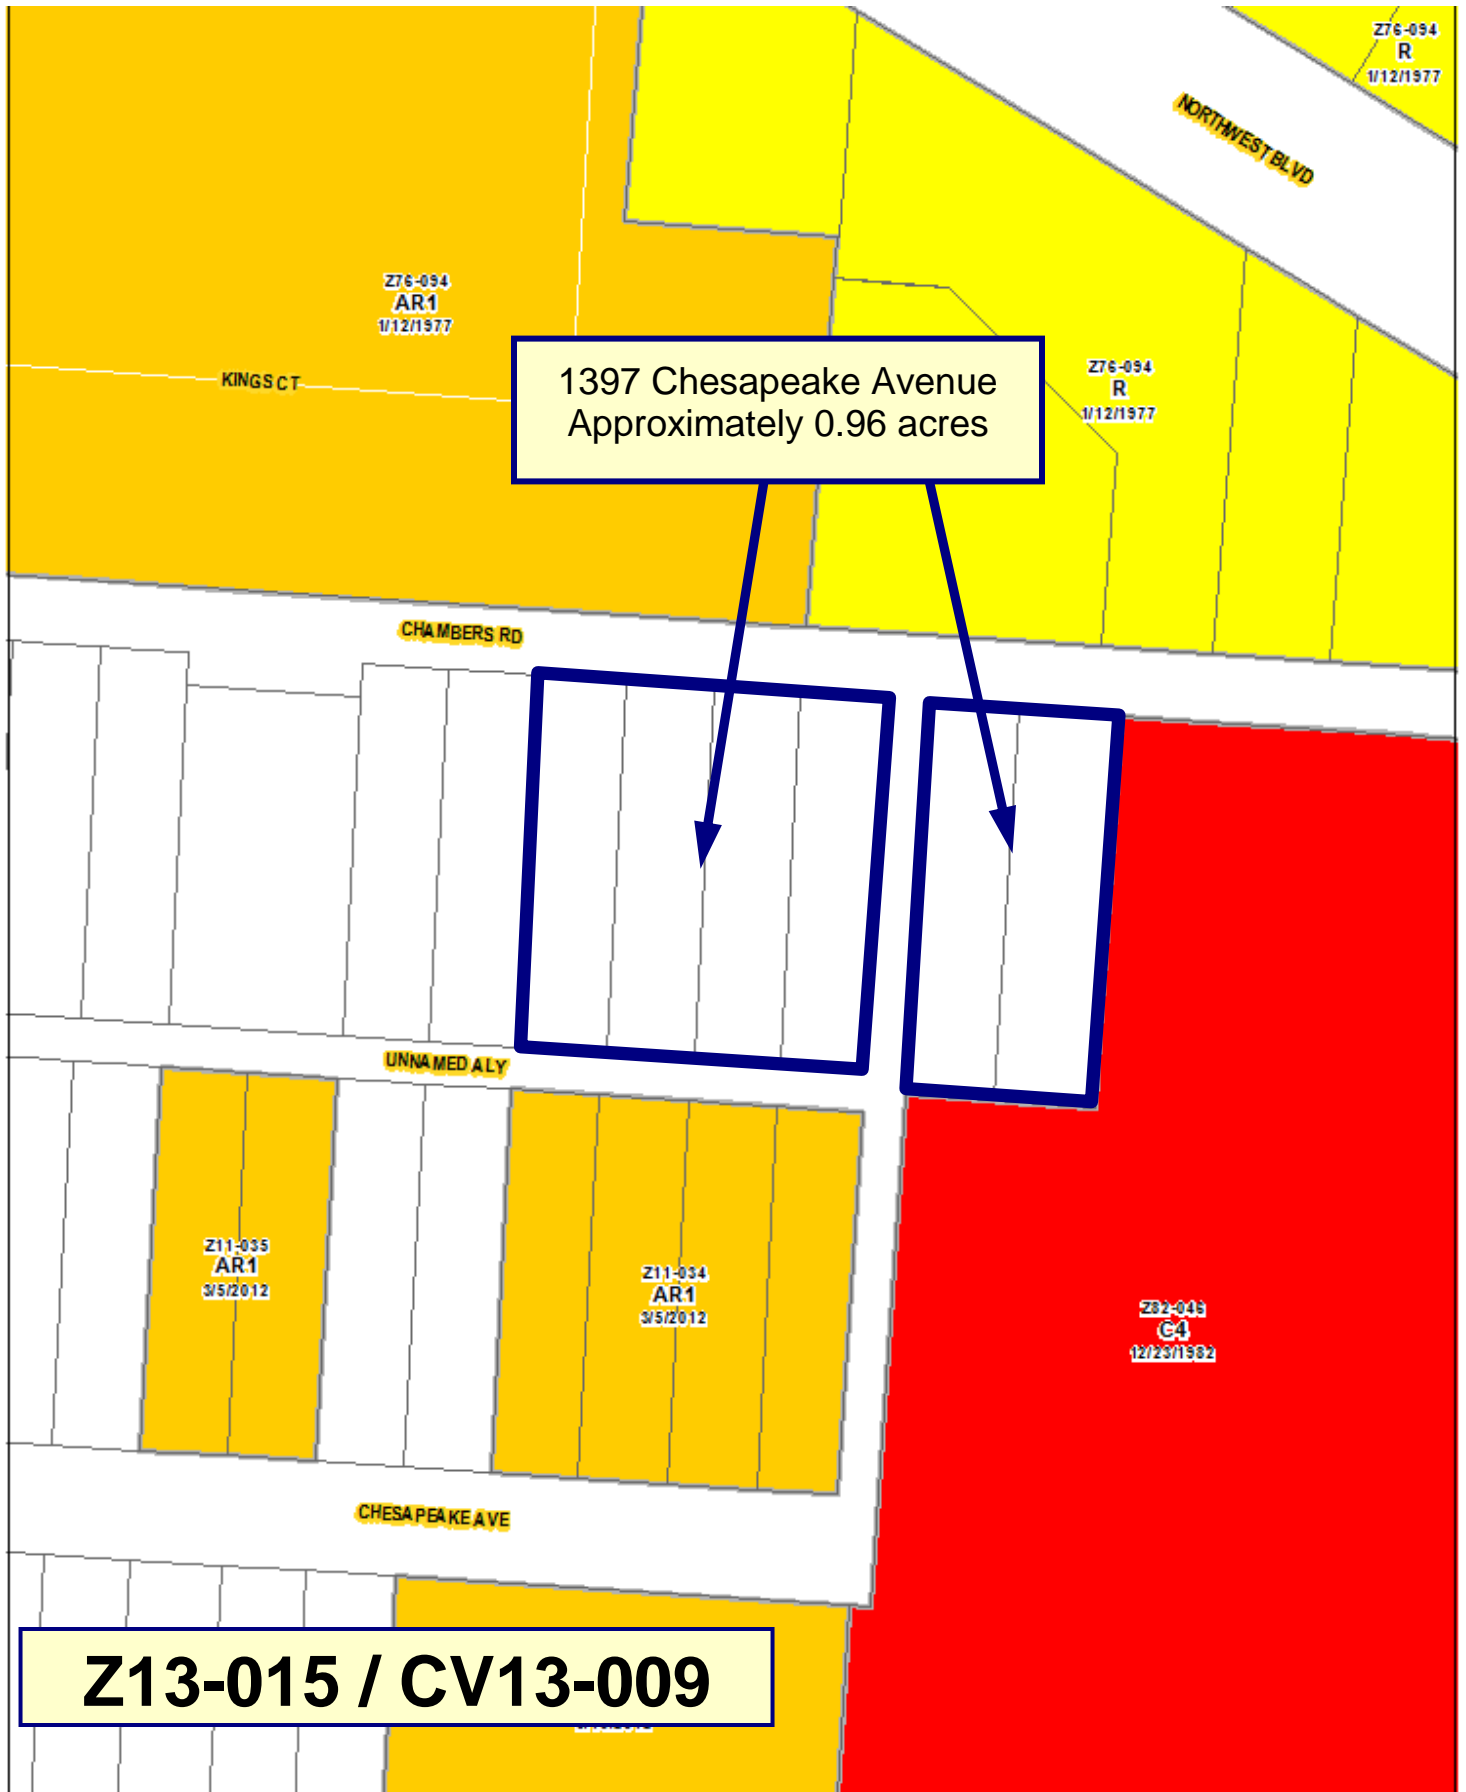 Z76-094
R
1/12/1977
NORTHWEST BLVD
Z76-094
AR1
1/12/1977
KINGS CT
1397 Chesapeake Avenue
Approximately 0.96 acres
Z76-094
R
1/12/1977
CHAMBERS RD
UNNAMED ALY
Z11-035
AR1
3/5/2012
Z11-034
AR1
3/5/2012
Z82-046
C4
12/23/1982
CHESAPEAKE AVE
Z13-015 / CV13-009